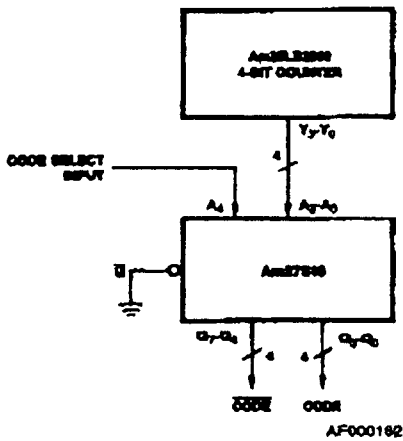 4-BIT COUNTER
Y3-Y0
4
CODE SELECT
INPUT
A4
A3-A0
G
Q7-Q4
4
4
Q3-Q0
CODE
CODE
AF000162